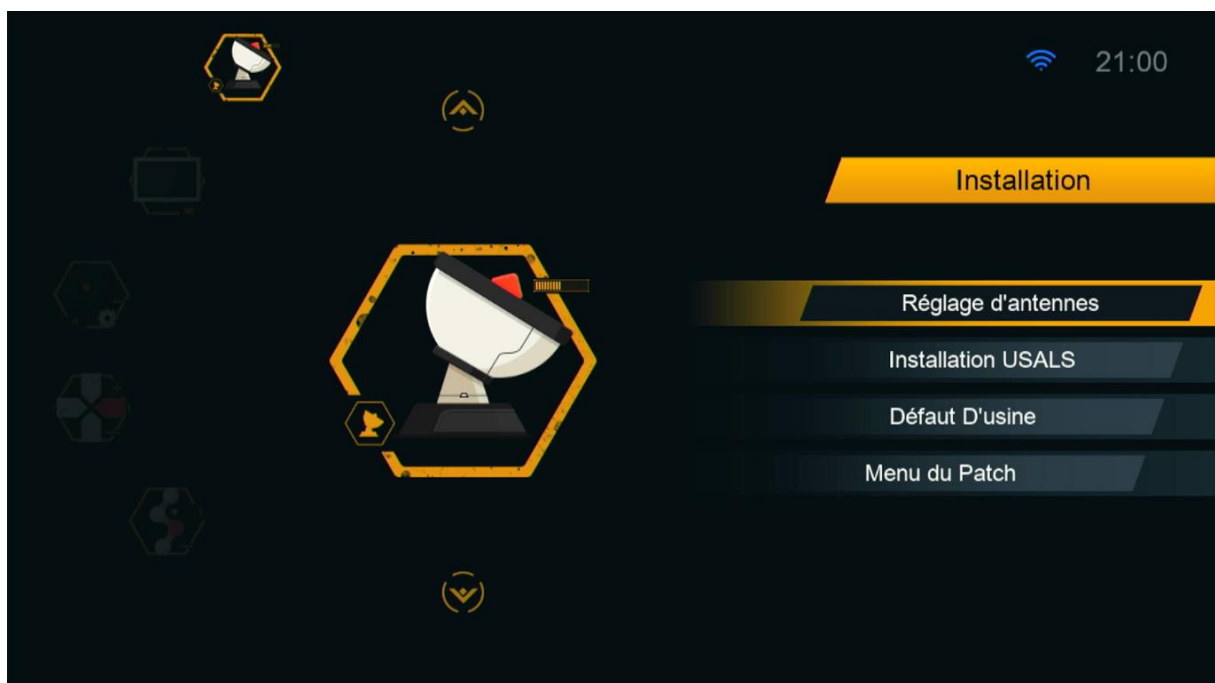 21:00
Installation
Réglage d'antennes
Installation USALS
Défaut D'usine
Menu du Patch